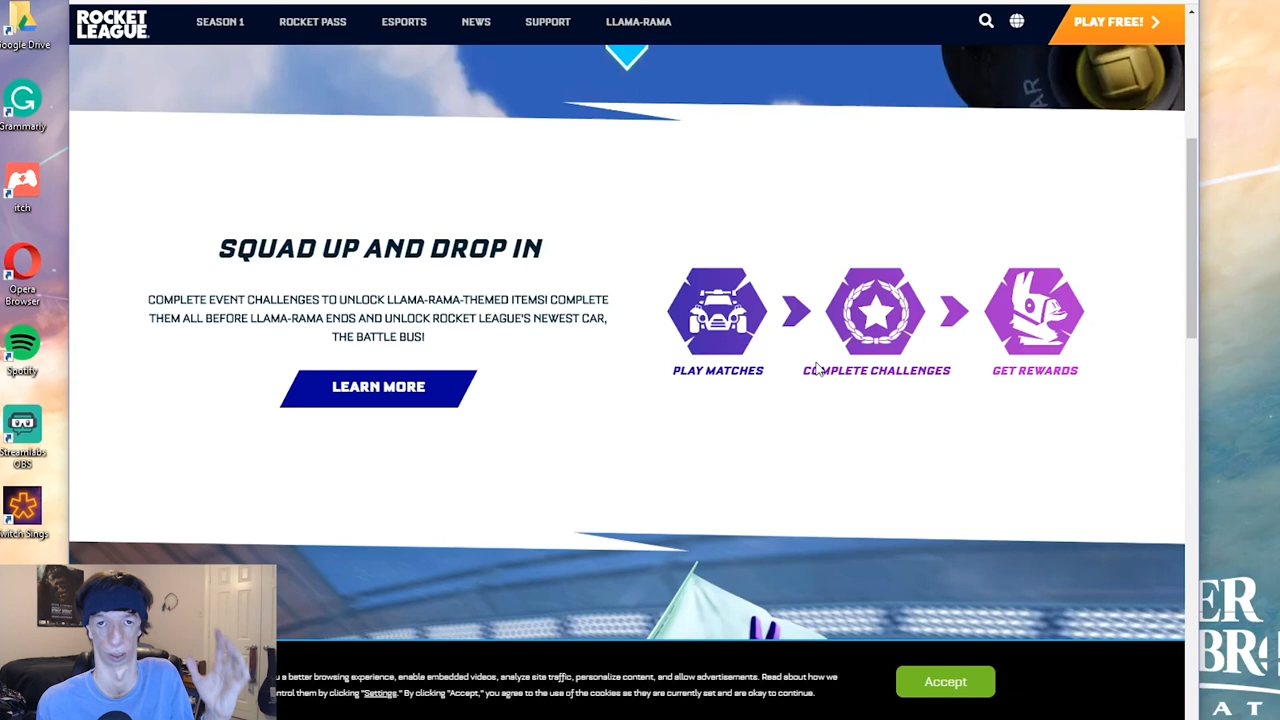 Google Drive
Grammarly
itch
Opera
Browser
Spotify
Streamlabs
OBS
witch Sings
ROCKET
LEAGUE
SEASON 1
ROCKET PASS
ESPORTS
NEWS
SUPPORT
LLAMA-RAMA
PLAY FREE!
AR
SQUAD UP AND DROP IN
COMPLETE EVENT CHALLENGES TO UNLOCK LLAMA-RAMA-THEMED ITEMS! COMPLETE
THEM ALL BEFORE LLAMA-RAMA ENDS AND UNLOCK ROCKET LEAGUE'S NEWEST CAR,
THE BATTLE BUS!
LEARN MORE
PLAY MATCHES
COMPLETE CHALLENGES
GET REWARDS
u a better browsing experience, enable embedded videos, analyze site traffic, personalize content, and allow advertisements. Read about how we
ntrol them by clicking "Settings." By clicking "Accept," you agree to the use of the cookies as they are currently set and are okay to continue.
Accept
ER
BRO
AT